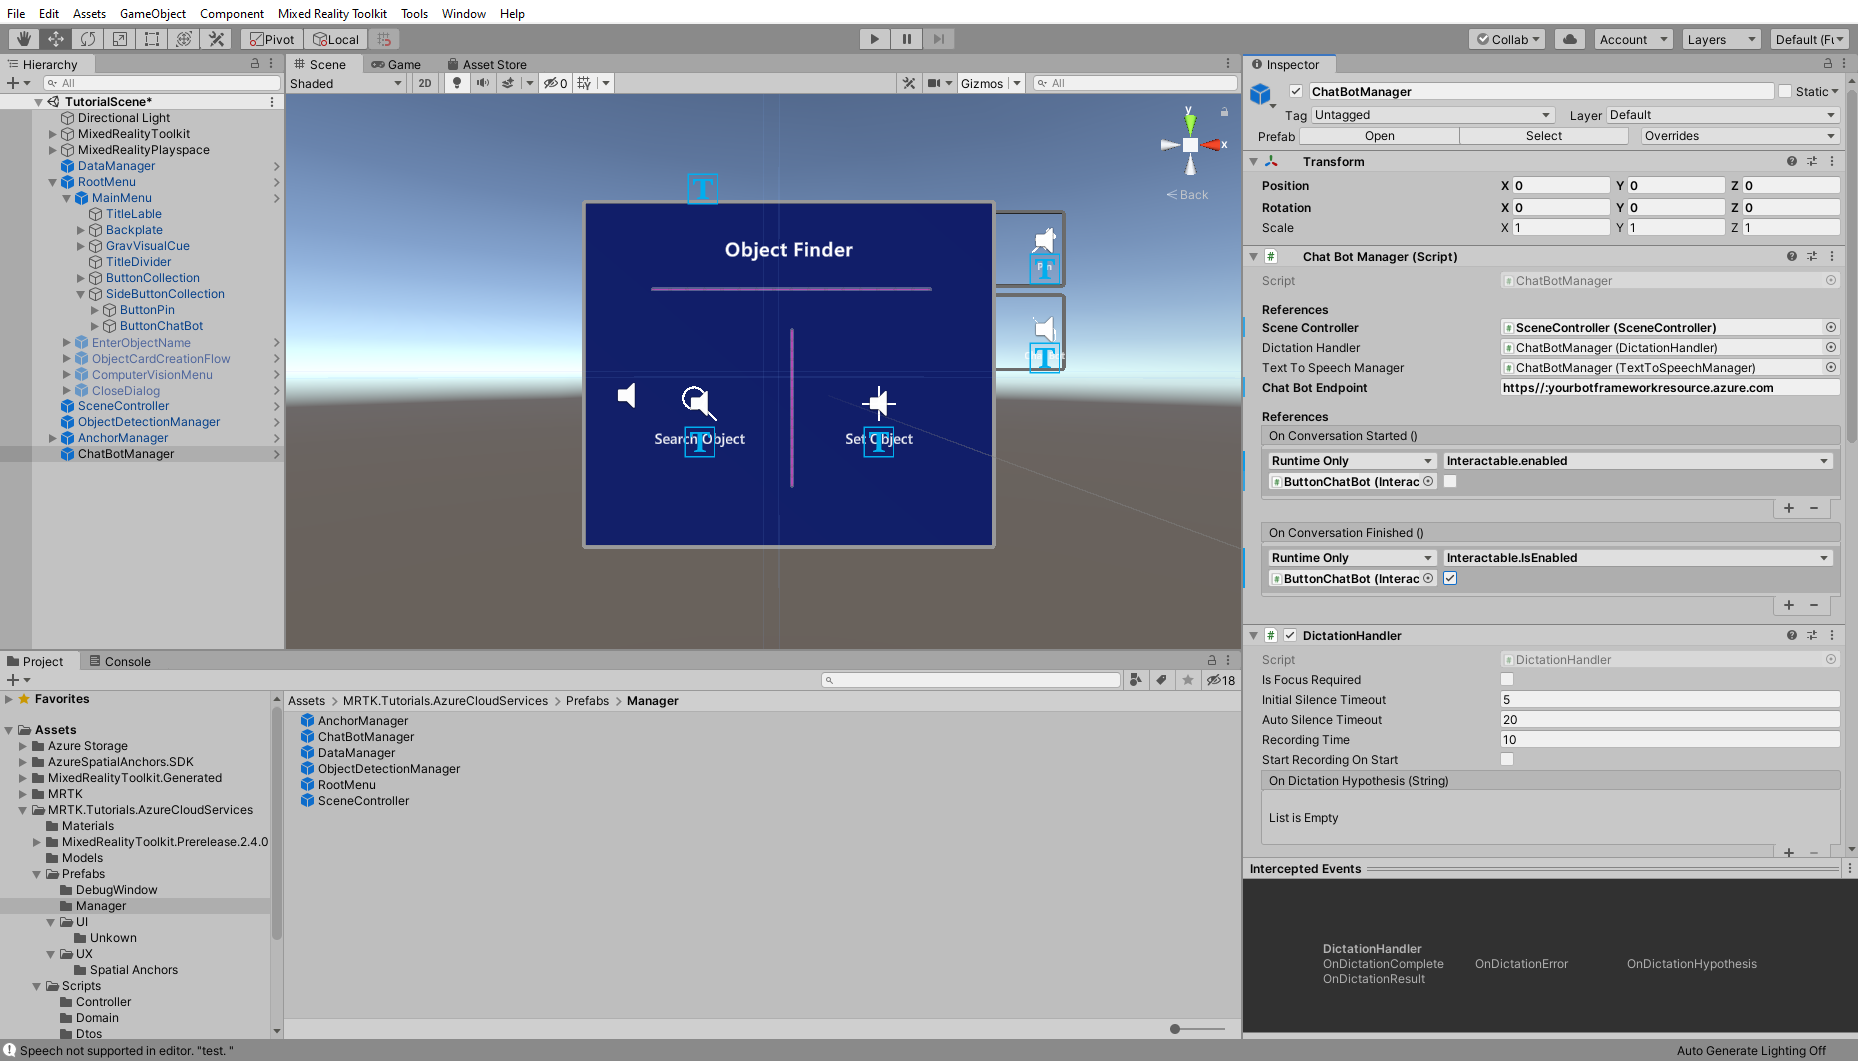 File Edit Assets GameObject Component Mixed Reality Toolkit Tools Window Help
Pivot Local Collab Account Layers Default (Fu
Hierarchy
All
TutorialScene*
Directional Light
MixedRealityToolkit
MixedRealityPlayspace
DataManager
RootMenu
MainMenu
TitleLable
Backplate
GravVisualCue
TitleDivider
ButtonCollection
SideButtonCollection
ButtonPin
ButtonChatBot
EnterObjectName
ObjectCardCreationFlow
ComputerVisionMenu
CloseDialog
SceneController
ObjectDetectionManager
AnchorManager
ChatBotManager
Scene Game Asset Store
Shaded 2D 0 Gizmos All
y
x
Back
T
Object Finder
T
T
Search Object Set Object
T T
Inspector
ChatBotManager Static
Tag Untagged Layer Default
Prefab Open Select Overrides
Transform
Position X 0 Y 0 Z 0
Rotation X 0 Y 0 Z 0
Scale X 1 Y 1 Z 1
Chat Bot Manager (Script)
Script ChatBotManager
References
Scene Controller SceneController (SceneController)
Dictation Handler ChatBotManager (DictationHandler)
Text To Speech Manager ChatBotManager (TextToSpeechManager)
Chat Bot Endpoint https//:yourbotframeworkresource.azure.com
References
On Conversation Started ()
Runtime Only Interactable.enabled
ButtonChatBot (Interac
On Conversation Finished ()
Runtime Only Interactable.IsEnabled
ButtonChatBot (Interac
DictationHandler
Script DictationHandler
Is Focus Required
Initial Silence Timeout 5
Auto Silence Timeout 20
Recording Time 10
Start Recording On Start
On Dictation Hypothesis (String)
List is Empty
Intercepted Events
DictationHandler
OnDictationComplete OnDictationError OnDictationHypothesis
OnDictationResult
Project Console
18
Favorites
Assets
Azure Storage
AzureSpatialAnchors.SDK
MixedRealityToolkit.Generated
MRTK
MRTK.Tutorials.AzureCloudServices
Materials
MixedRealityToolkit.Prerelease.2.4.0
Models
Prefabs
DebugWindow
Manager
UI
Unkown
UX
Spatial Anchors
Scripts
Controller
Domain
Dtos
Assets > MRTK.Tutorials.AzureCloudServices > Prefabs > Manager
AnchorManager
ChatBotManager
DataManager
ObjectDetectionManager
RootMenu
SceneController
Speech not supported in editor. "test. "
Auto Generate Lighting Off